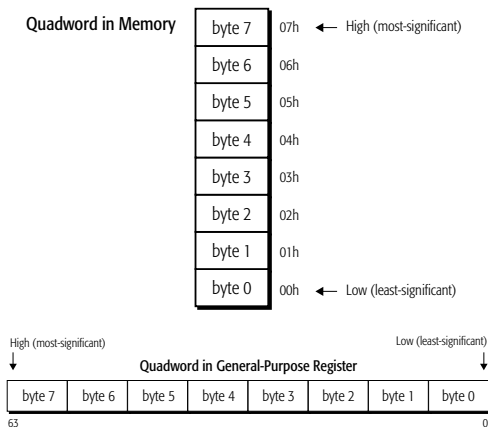 Quadword in Memory
byte 7 07h High (most-significant)
byte 6 06h
byte 5 05h
byte 4 04h
byte 3 03h
byte 2 02h
byte 1 01h
byte 0 00h Low (least-significant)
High (most-significant) Low (least-significant)
Quadword in General-Purpose Register
byte 7 byte 6 byte 5 byte 4 byte 3 byte 2 byte 1 byte 0
63 0